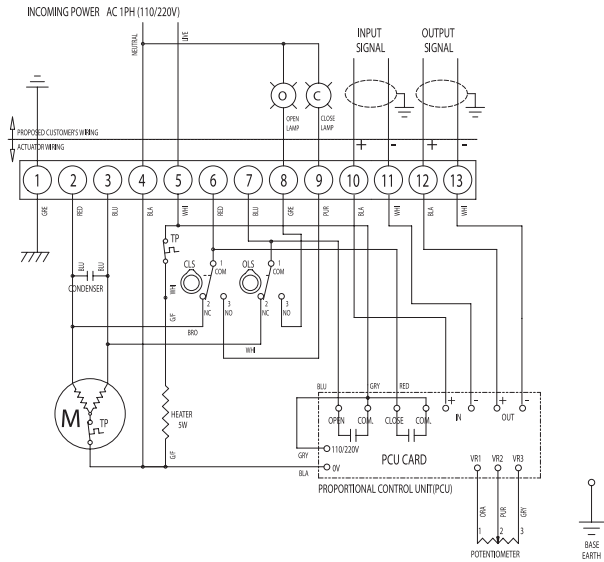 INCOMING POWER AC 1PH (110/220V)
NEUTRAL
LIVE
INPUT
SIGNAL
OUTPUT
SIGNAL
O
C
OPEN
LAMP
CLOSE
LAMP
PROPOSED CUSTOMER'S WIRING
ACTUATOR WIRING
+ - + -
1 2 3 4 5 6 7 8 9 10 11 12 13
GRE RED BLU BLA WHI RED BLU GRE PUR BLA WHI BLA WHI
TP
BLU BLU
CONDENSER
WHI
CLS
1
COM
OLS
1
COM
2
NC
3
NO
2
NC
3
NO
G/F
BRO
WHI
M
TP
HEATER
5W
G/F
BLU
GRY
RED
+ - + -
OPEN COM. CLOSE COM. IN OUT
GRY
110/220V
PCU CARD
VR1 VR2 VR3
BLA
0V
PROPORTIONAL CONTROL UNIT(PCU)
ORA PUR GRY
1 2 3
POTENTIOMETER
BASE
EARTH